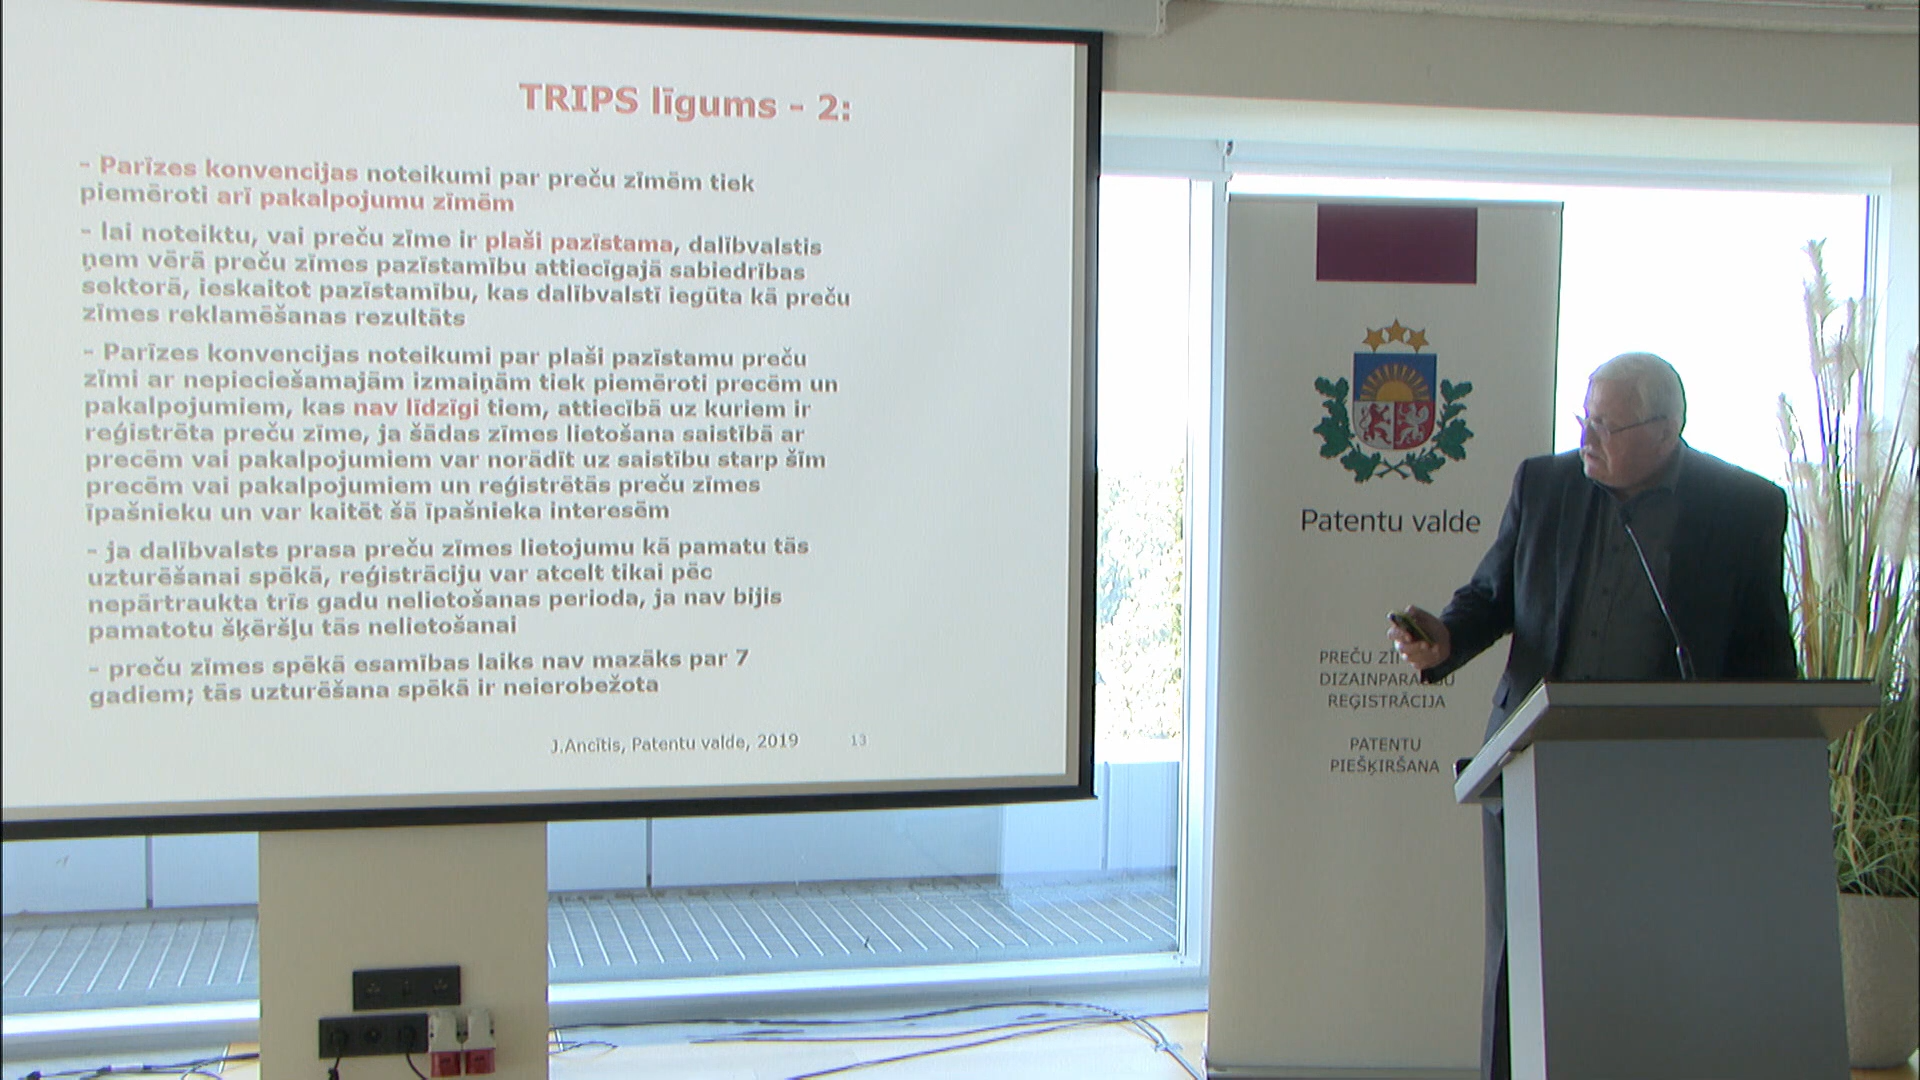 TRIPS līgums - 2:
- Parīzes konvencijas noteikumi par preču zīmēm tiek
piemēroti arī pakalpojumu zīmēm
- lai noteiktu, vai preču zīme ir plaši pazīstama, dalībvalstis
ņem vērā preču zīmes pazīstamību attiecīgajā sabiedrības
sektorā, ieskaitot pazīstamību, kas dalībvalstī iegūta kā preču
zīmes reklamēšanas rezultāts
- Parīzes konvencijas noteikumi par plaši pazīstamu preču
zīmi ar nepieciešamajām izmaiņām tiek piemēroti precēm un
pakalpojumiem, kas nav līdzīgi tiem, attiecībā uz kuriem ir
reģistrēta preču zīme, ja šādas zīmes lietošana saistībā ar
precēm vai pakalpojumiem var norādīt uz saistību starp šīm
precēm vai pakalpojumiem un reģistrētās preču zīmes
īpašnieku un var kaitēt šā īpašnieka interesēm
- ja dalībvalsts prasa preču zīmes lietojumu kā pamatu tās
uzturēšanai spēkā, reģistrāciju var atcelt tikai pēc
nepārtraukta trīs gadu nelietošanas perioda, ja nav bijis
pamatotu šķēršļu tās nelietošanai
- preču zīmes spēkā esamības laiks nav mazāks par 7
gadiem; tās uzturēšana spēkā ir neierobežota
J.Ancītis, Patentu valde, 2019 13
Patentu valde
PREČU
REĢISTRĀCIJA
PATENTU
PIEŠĶIRŠANA